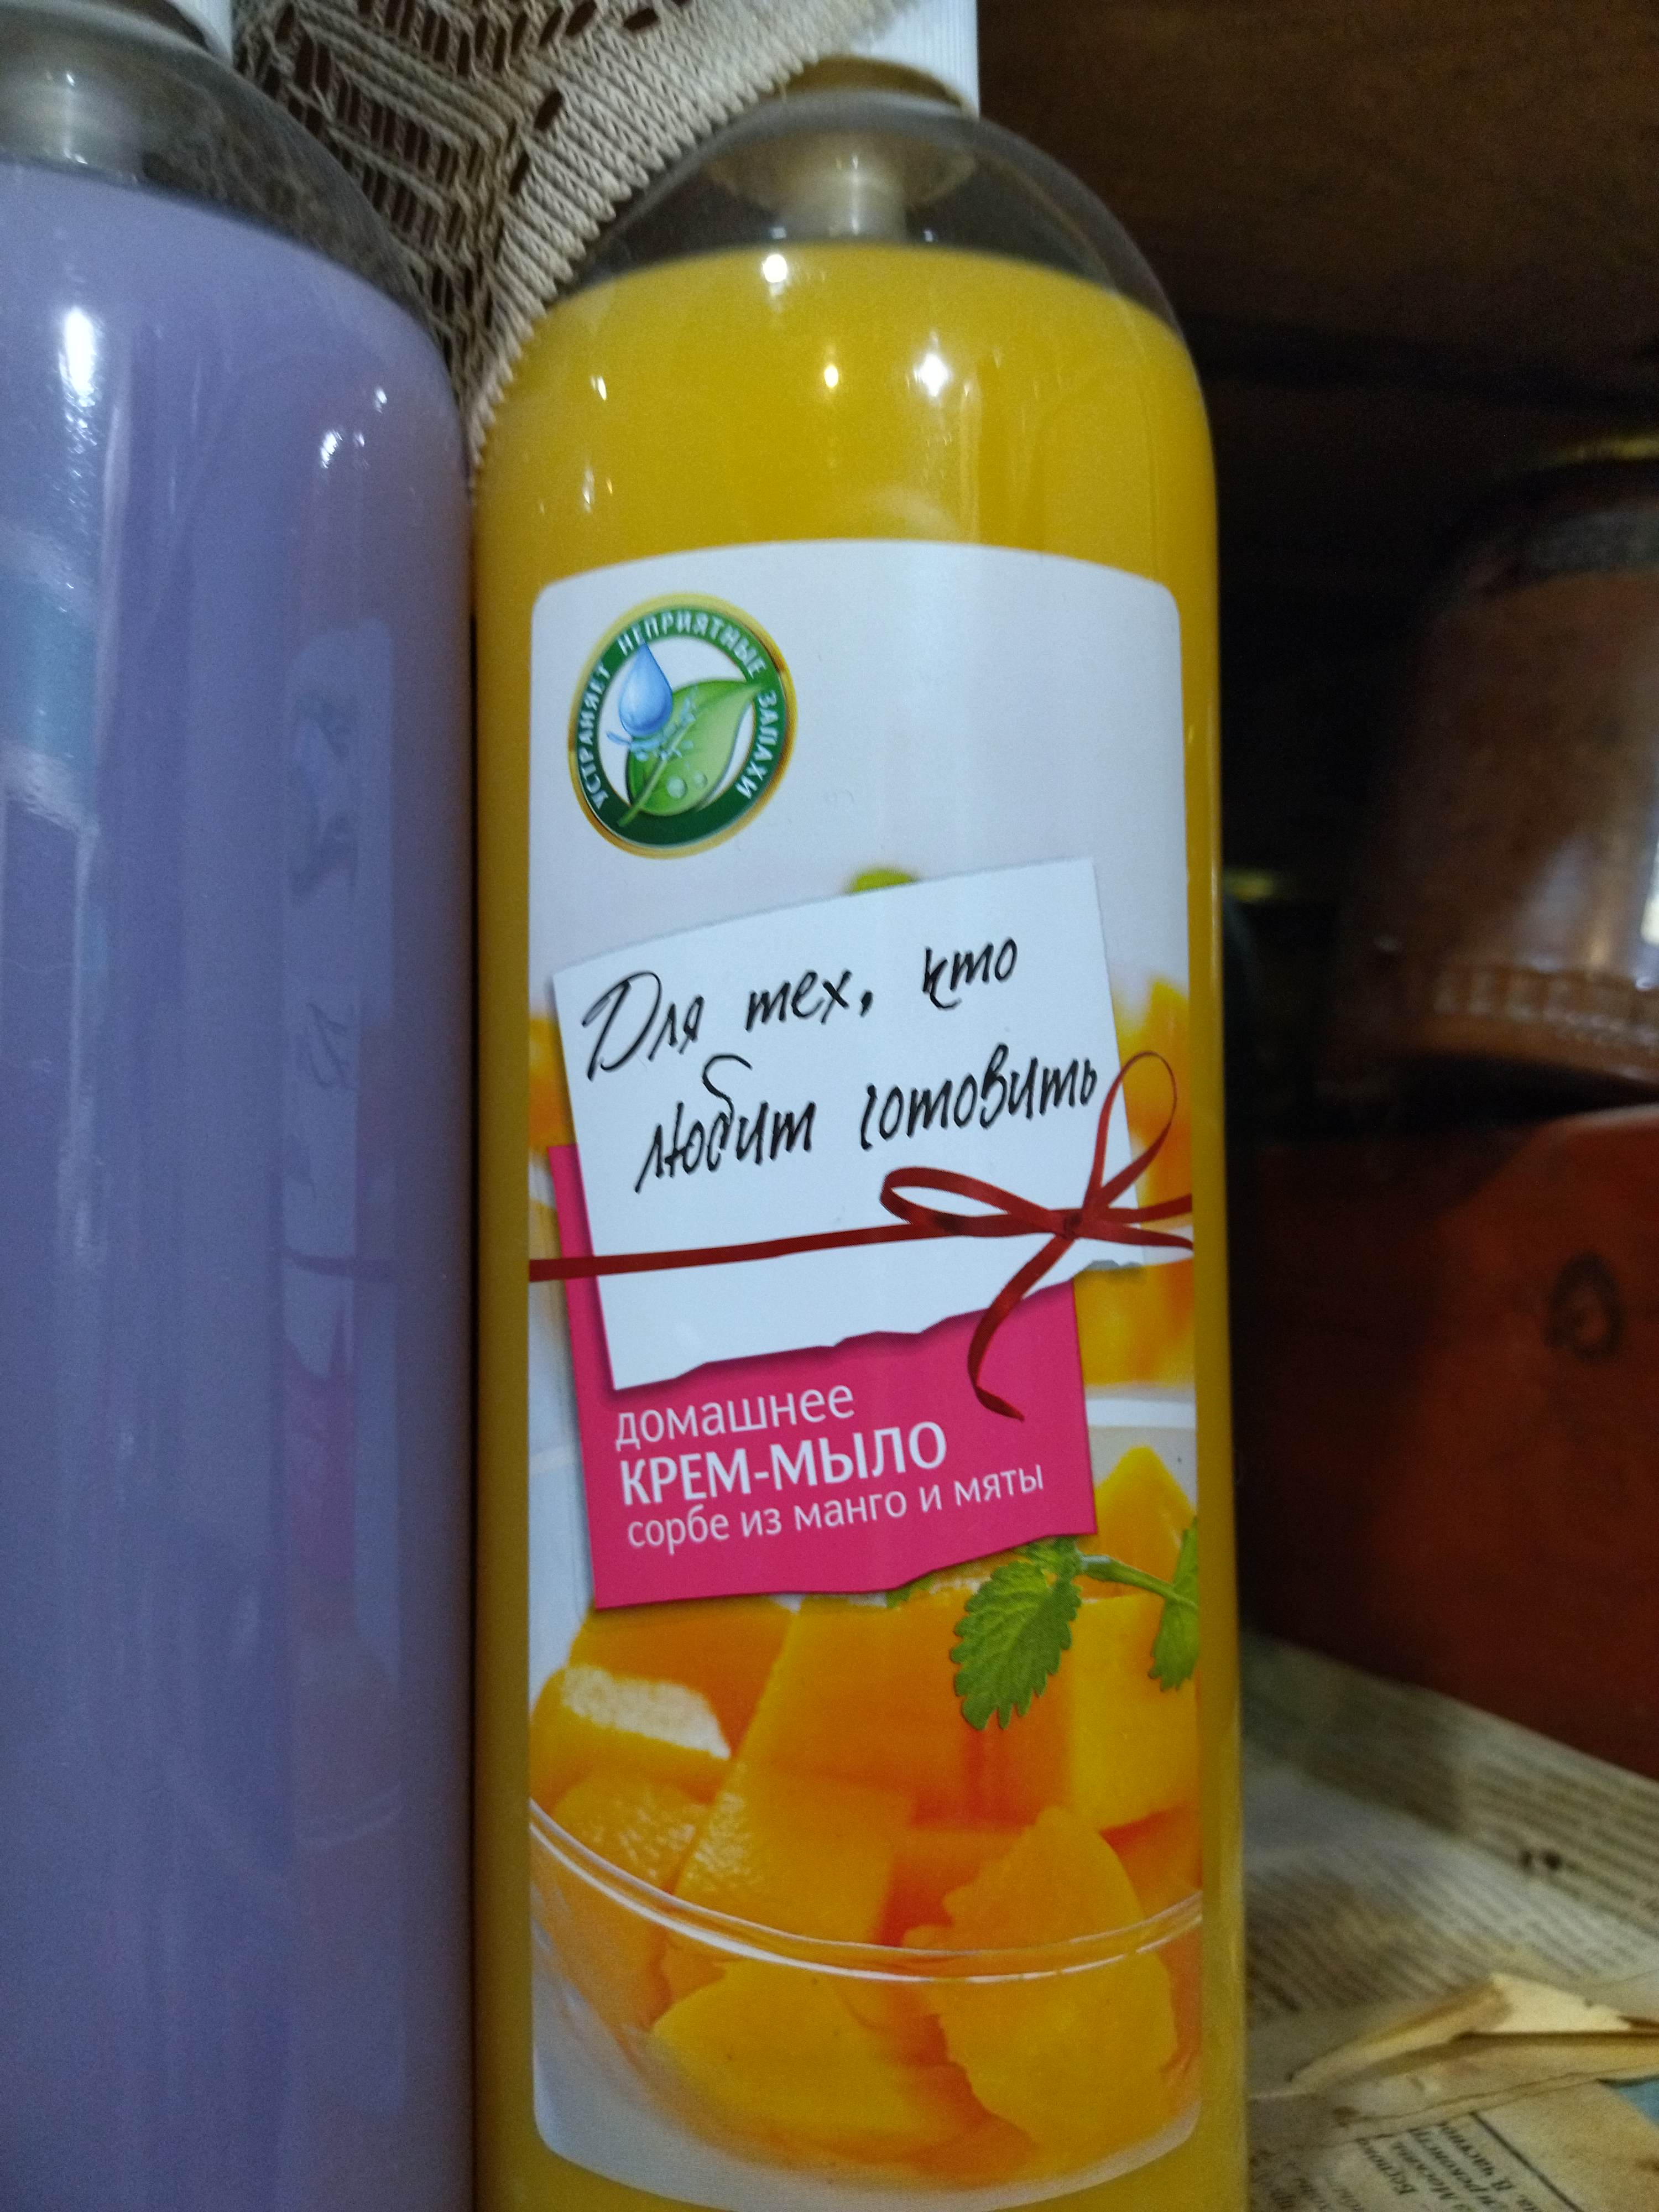 УСТРАНЯЕТ НЕПРИЯТНЫЕ ЗАПАХИ
Для тех, кто
любит готовить
домашнее
КРЕМ-МЫЛО
сорбе из манго и мяты